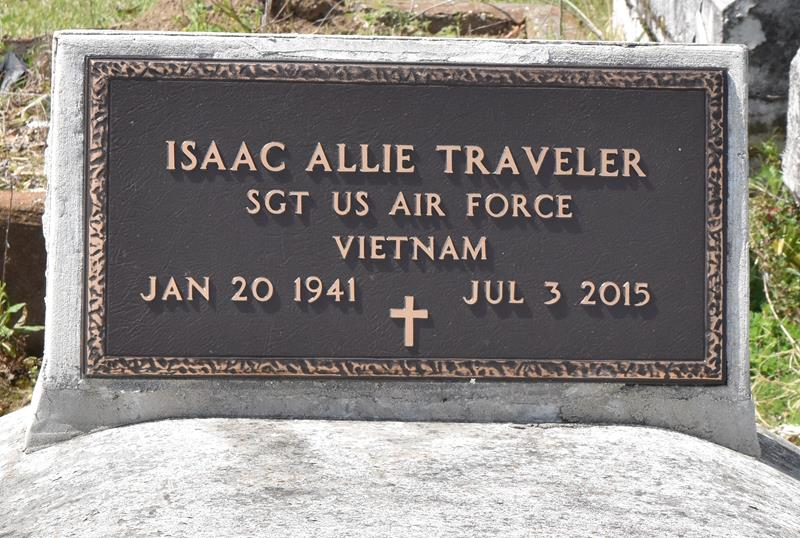 ISAAC ALLIE TRAVELER
SGT US AIR FORCE
VIETNAM
JAN 20 1941 JUL 3 2015